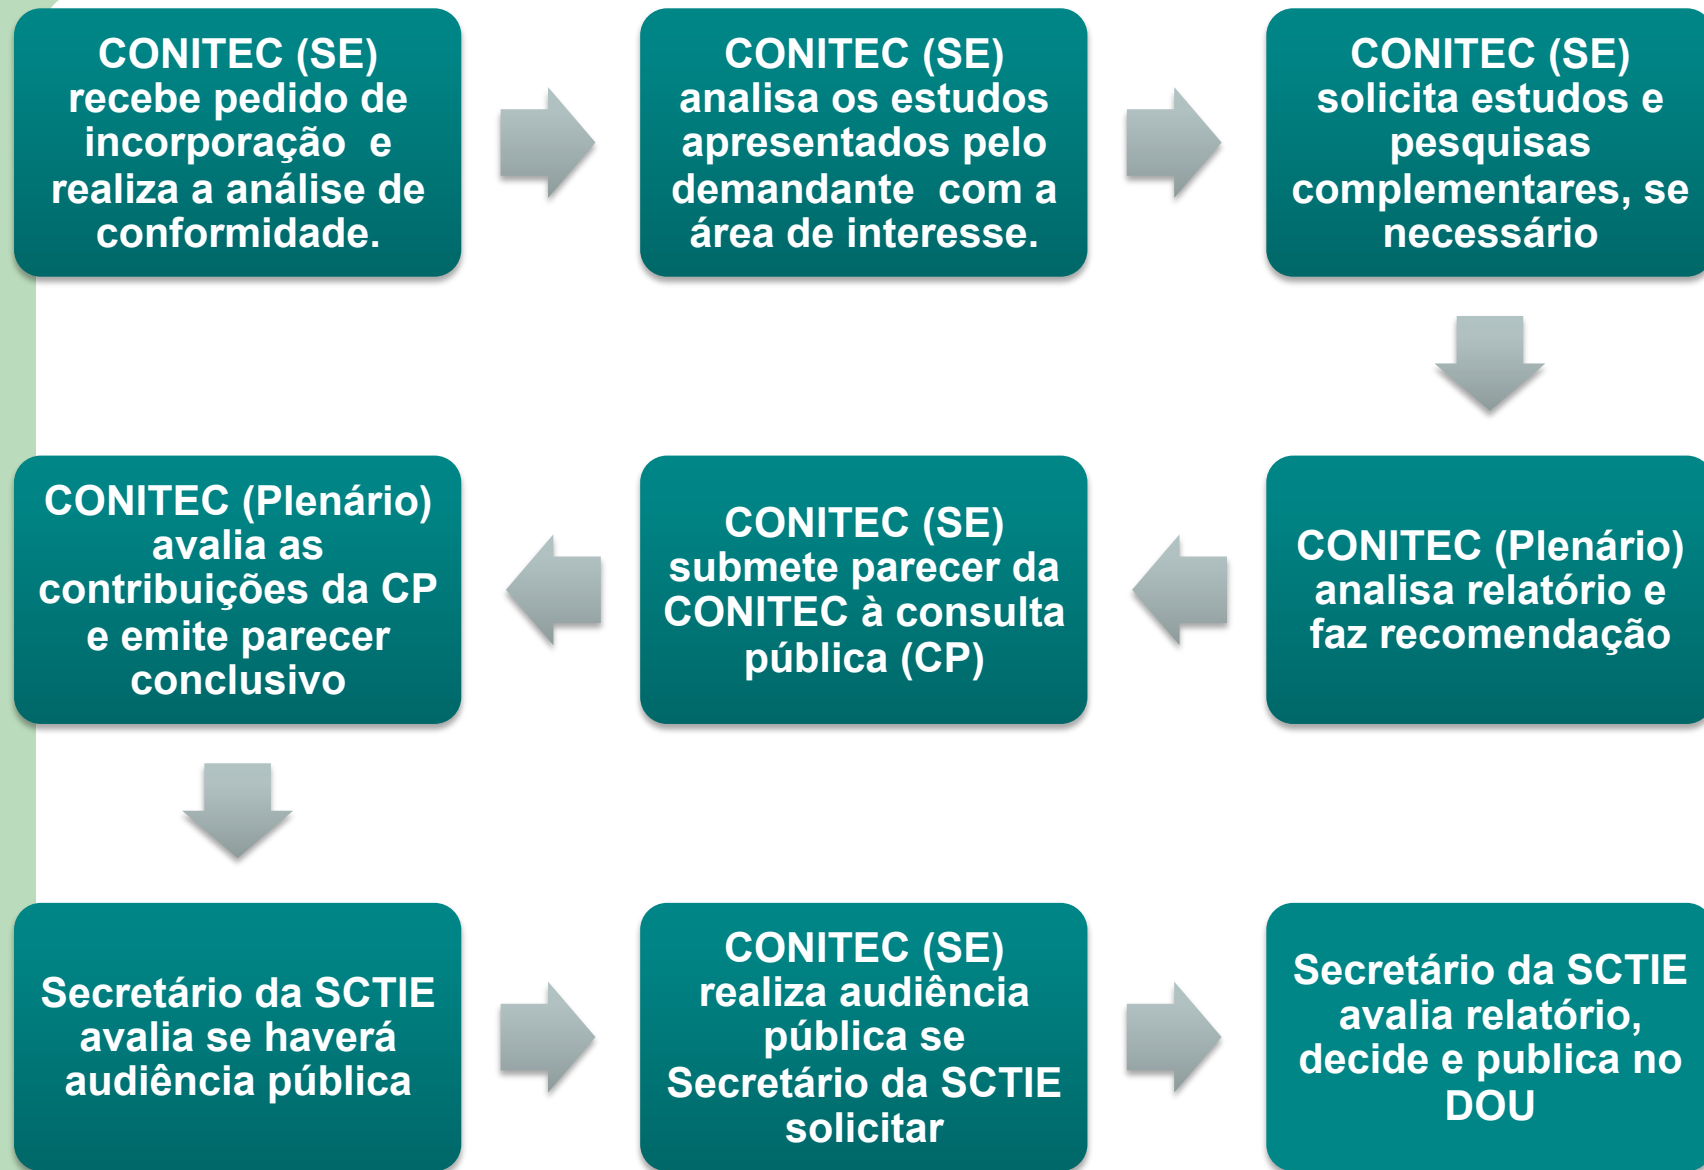 CONITEC (SE)
recebe pedido de
incorporação e
realiza a análise de
conformidade.
CONITEC (SE)
analisa os estudos
apresentados pelo
demandante com a
área de interesse.
CONITEC (SE)
solicita estudos e
pesquisas
complementares, se
necessário
CONITEC (Plenário)
analisa relatório e
faz recomendação
CONITEC (SE)
submete parecer da
CONITEC à consulta
pública (CP)
CONITEC (Plenário)
avalia as
contribuições da CP
e emite parecer
conclusivo
Secretário da SCTIE
avalia se haverá
audiência pública
CONITEC (SE)
realiza audiência
pública se
Secretário da SCTIE
solicitar
Secretário da SCTIE
avalia relatório,
decide e publica no
DOU